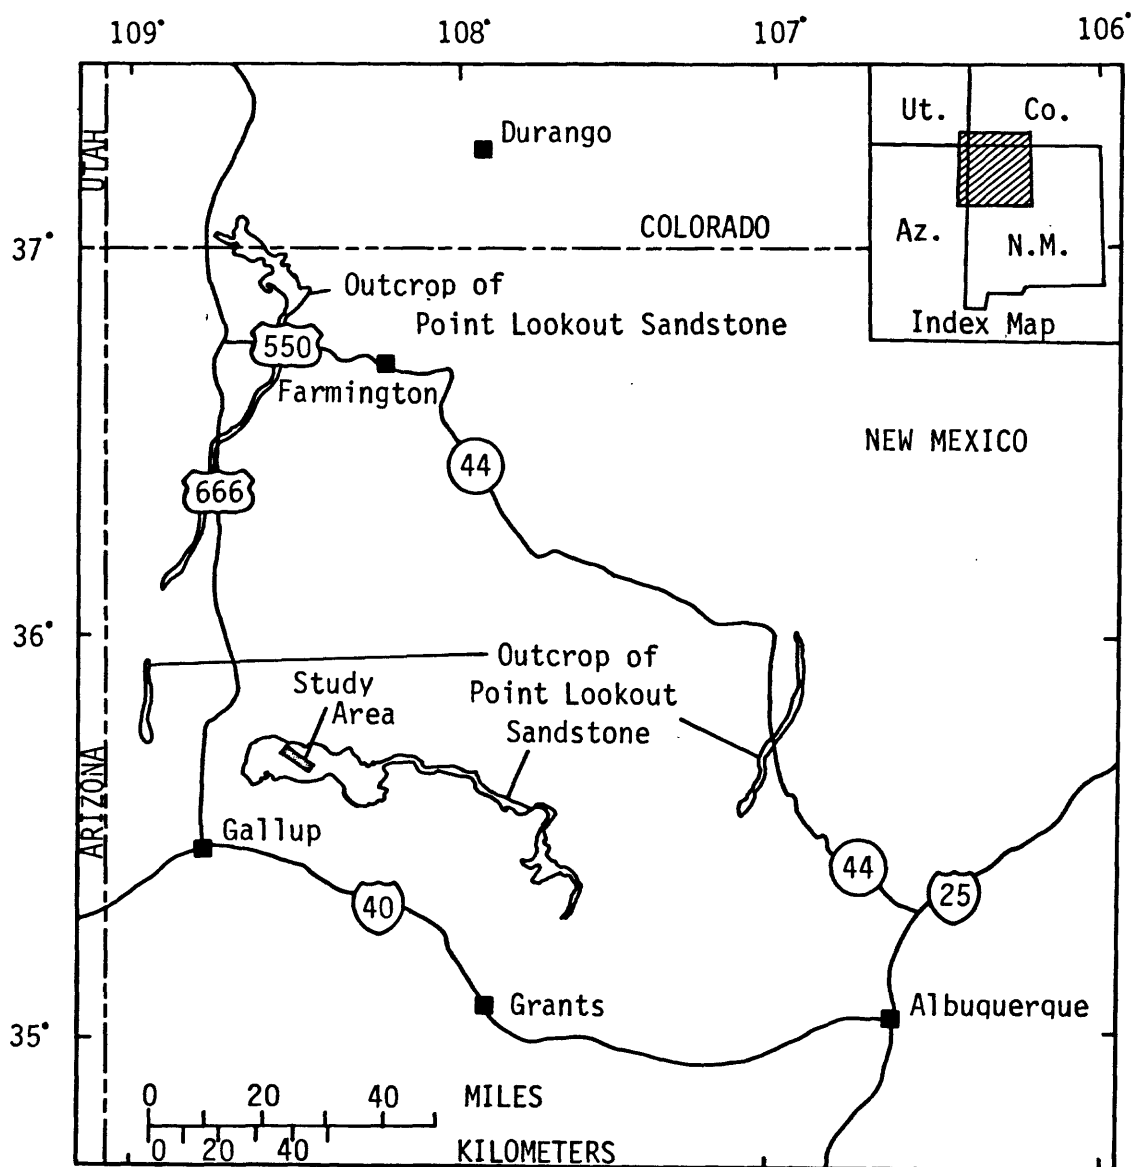 109° 108° 107° 106°
Ut. Co.
Durango
UTAH
37°
COLORADO
Az.
N.M.
Outcrop of
Point Lookout Sandstone
Index Map
550
Farmington
NEW MEXICO
44
666
36°
Outcrop of
Point Lookout
Sandstone
Study
Area
ARIZONA
Gallup
44
25
40
Grants
Albuquerque
35°
0 20 40 MILES
0 20 40 KILOMETERS